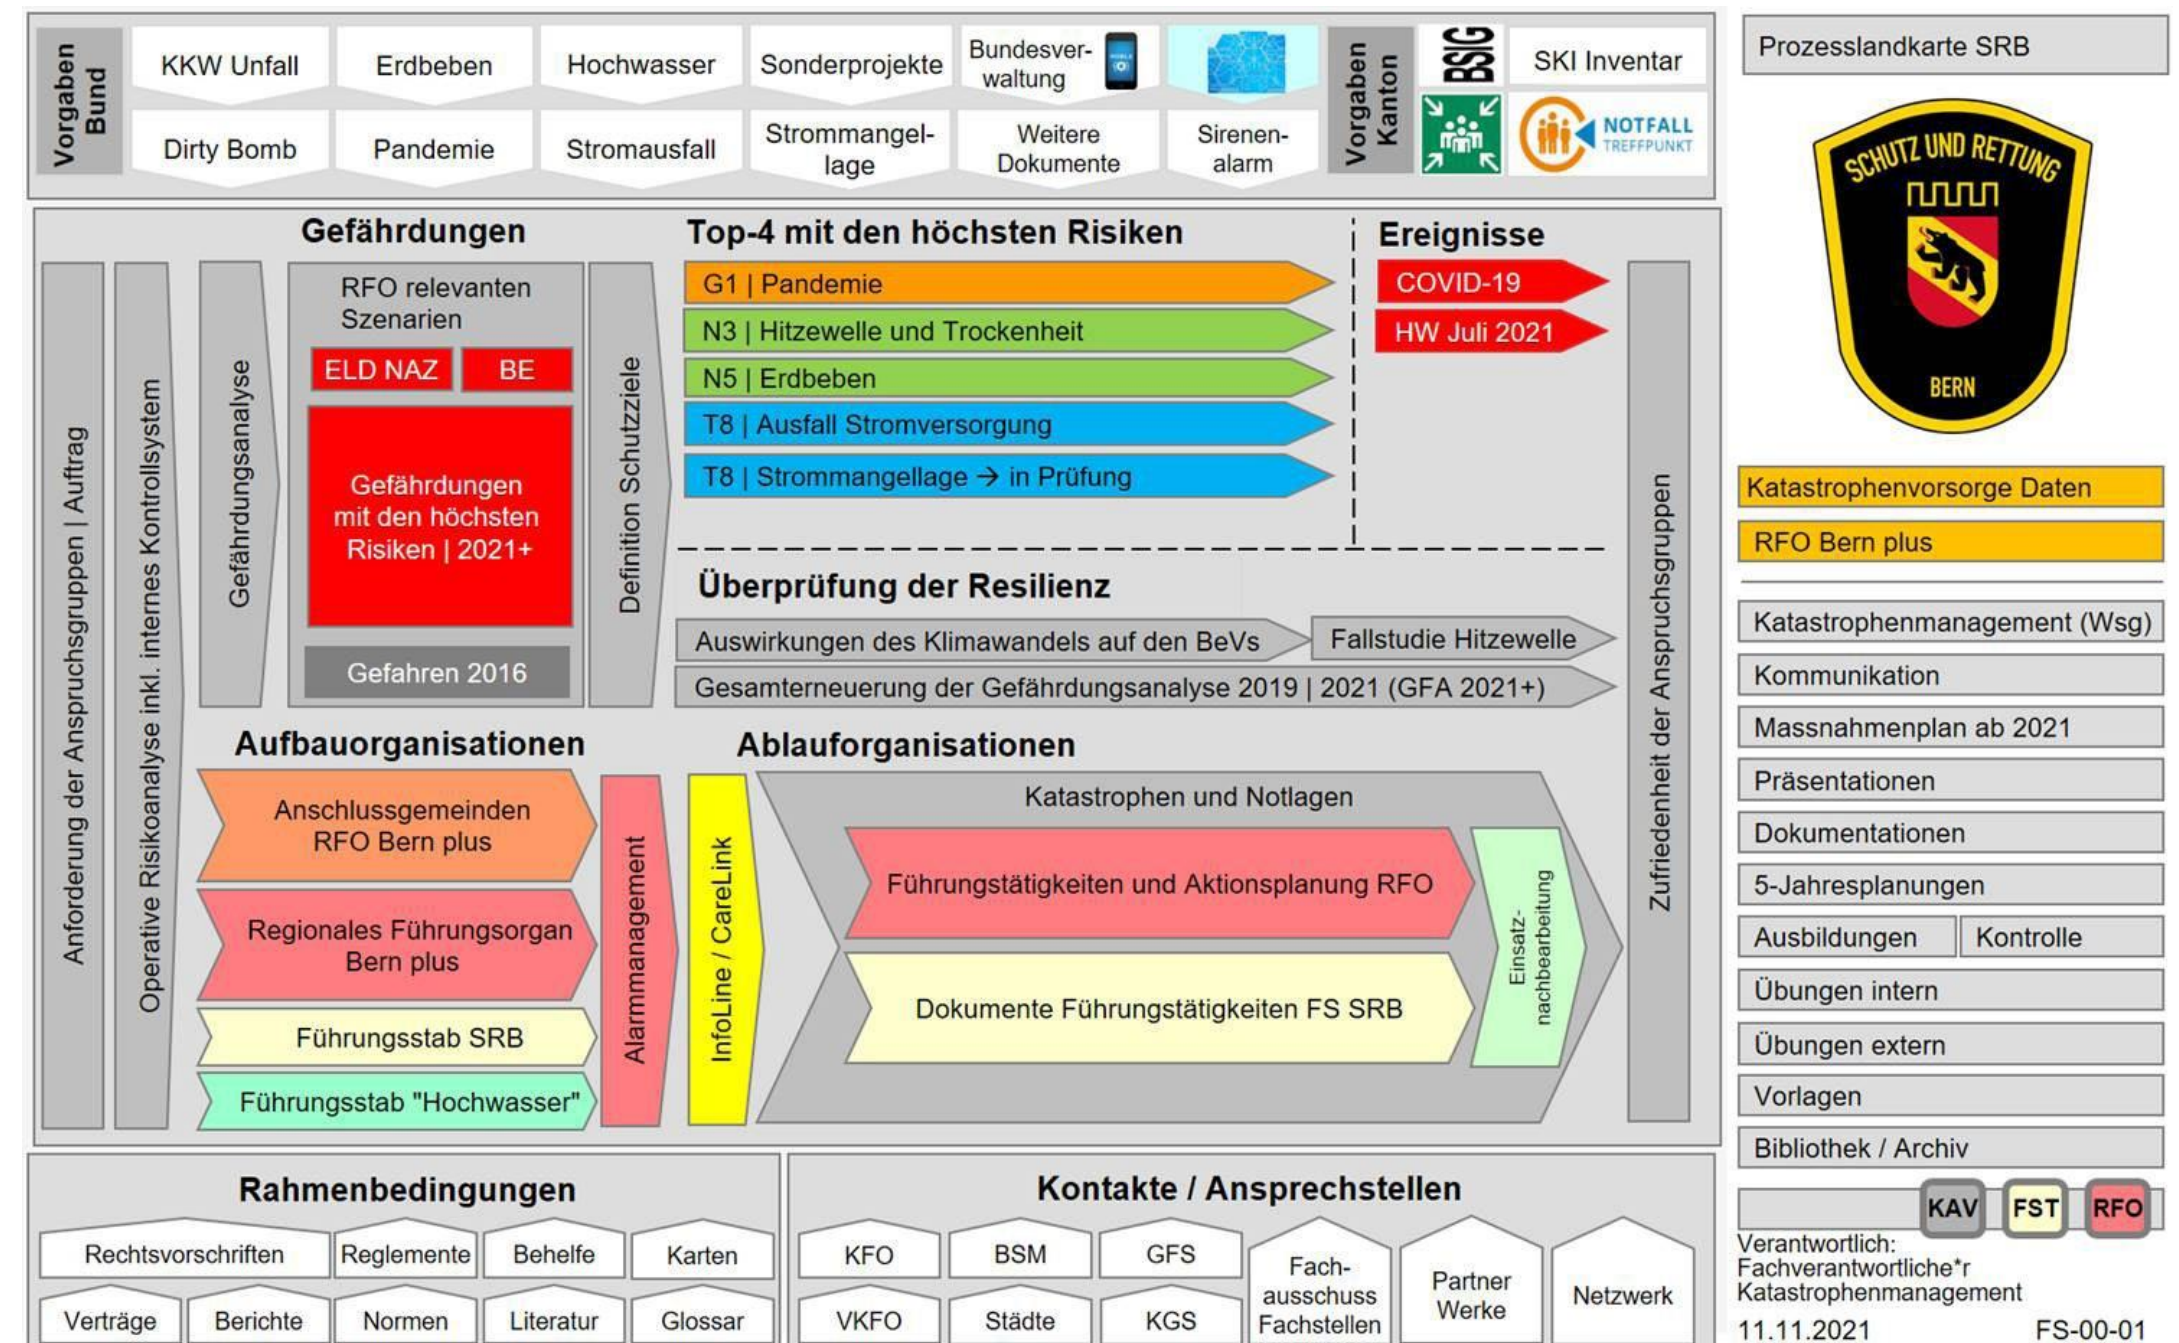 Vorgaben
Bund
KKW Unfall
Erdbeben
Hochwasser
Sonderprojekte
Bundesver-
waltung
Dirty Bomb
Pandemie
Stromausfall
Strommangel-
lage
Weitere
Dokumente
Sirenen-
alarm
Vorgaben
Kanton
BSIG
SKI Inventar
NOTFALL
TREFFPUNKT
Prozesslandkarte SRB
SCHUTZ UND RETTUNG
BERN
Gefährdungen
Top-4 mit den höchsten Risiken
Ereignisse
Anforderung der Anspruchsgruppen | Auftrag
Operative Risikoanalyse inkl. internes Kontrollsystem
Gefährdungsanalyse
RFO relevanten
Szenarien
ELD NAZ
BE
Gefährdungen
mit den höchsten
Risiken | 2021+
Gefahren 2016
Definition Schutzziele
G1 | Pandemie
N3 | Hitzewelle und Trockenheit
N5 | Erdbeben
T8 | Ausfall Stromversorgung
T8 | Strommangellage → in Prüfung
COVID-19
HW Juli 2021
Überprüfung der Resilienz
Auswirkungen des Klimawandels auf den BeVs
Fallstudie Hitzewelle
Gesamterneuerung der Gefährdungsanalyse 2019 | 2021 (GFA 2021+)
Zufriedenheit der Anspruchsgruppen
Aufbauorganisationen
Anschlussgemeinden
RFO Bern plus
Regionales Führungsorgan
Bern plus
Führungsstab SRB
Führungsstab "Hochwasser"
Alarmmanagement
Ablauforganisationen
InfoLine / CareLink
Katastrophen und Notlagen
Führungstätigkeiten und Aktionsplanung RFO
Dokumente Führungstätigkeiten FS SRB
Einsatz-
nachbearbeitung
Katastrophenvorsorge Daten
RFO Bern plus
Katastrophenmanagement (Wsg)
Kommunikation
Massnahmenplan ab 2021
Präsentationen
Dokumentationen
5-Jahresplanungen
Ausbildungen
Kontrolle
Übungen intern
Übungen extern
Vorlagen
Bibliothek / Archiv
KAV
FST
RFO
Verantwortlich:
Fachverantwortliche*r
Katastrophenmanagement
11.11.2021
FS-00-01
Rahmenbedingungen
Rechtsvorschriften
Reglemente
Behelfe
Karten
Verträge
Berichte
Normen
Literatur
Glossar
Kontakte / Ansprechstellen
KFO
BSM
GFS
VKFO
Städte
KGS
Fach-
ausschuss
Fachstellen
Partner
Werke
Netzwerk